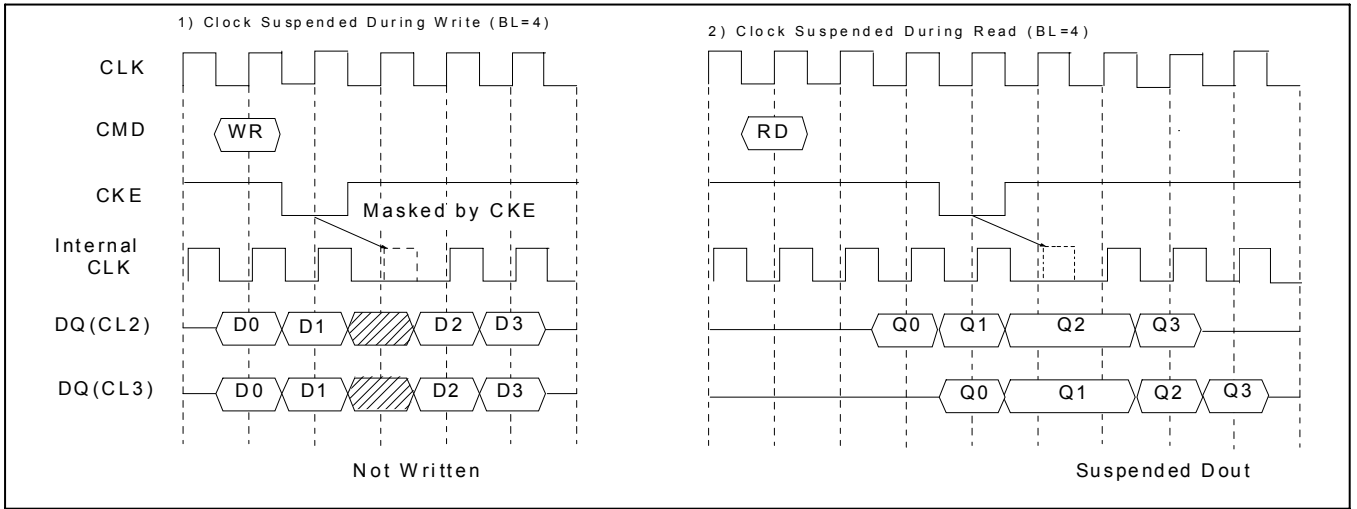 1) Clock Suspended During Write (BL=4)
2) Clock Suspended During Read (BL=4)
CLK
CMD
WR
RD
CKE
Masked by CKE
Internal
CLK
DQ(CL2)
D0
D1
D2
D3
Q0
Q1
Q2
Q3
DQ(CL3)
D0
D1
D2
D3
Q0
Q1
Q2
Q3
Not Written
Suspended Dout